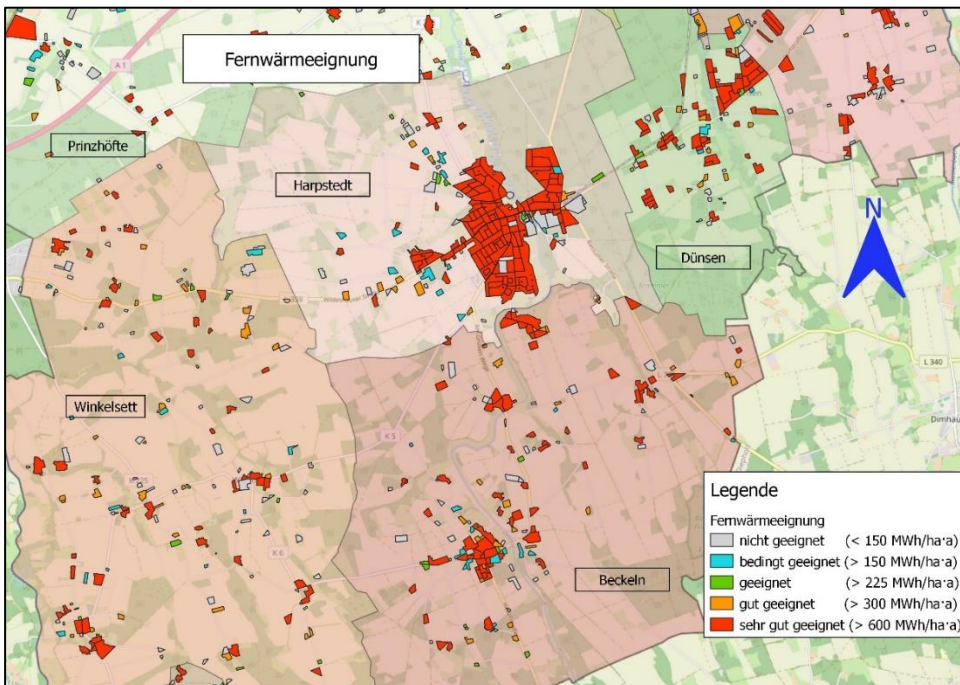 Fernwärmeeignung
A 1
Prinzhöfte
Harpstedt
Dünsen
N
L 340
Dimhau
Winkelsett
K 5
K 6
Beckeln
Legende
Fernwärmeeignung
nicht geeignet (< 150 MWh/ha·a)
bedingt geeignet (> 150 MWh/ha·a)
geeignet (> 225 MWh/ha·a)
gut geeignet (> 300 MWh/ha·a)
sehr gut geeignet (> 600 MWh/ha·a)